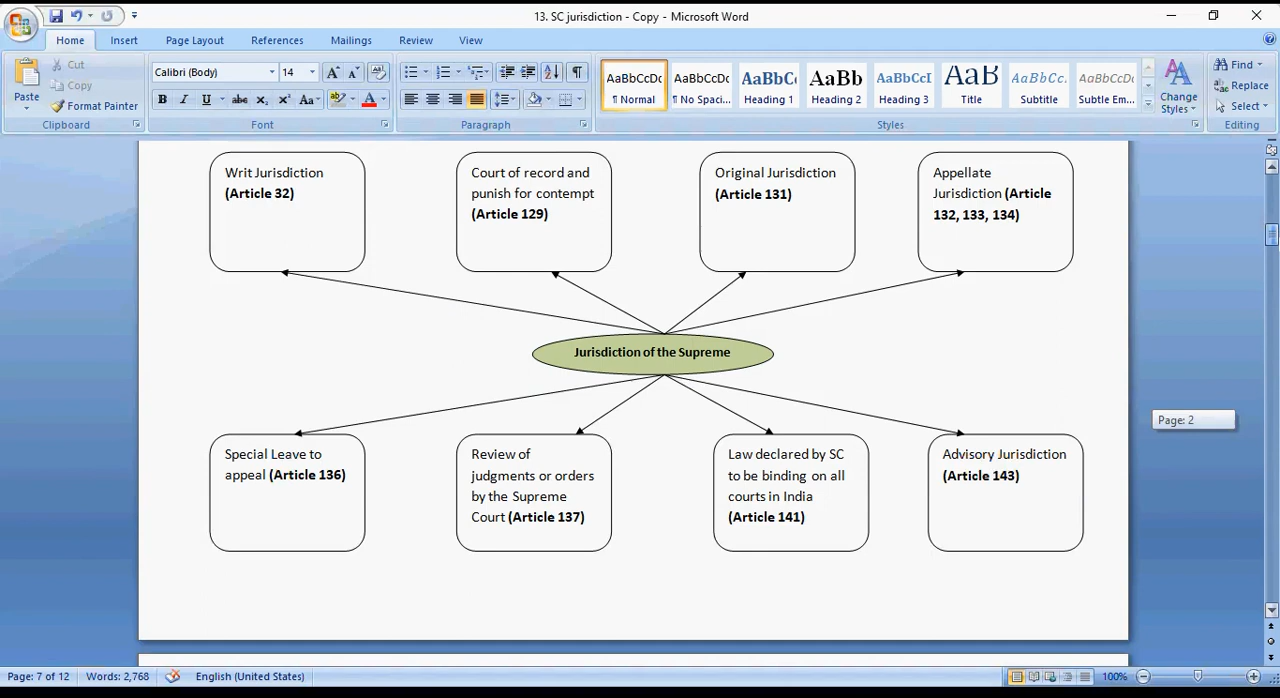 13. SC jurisdiction - Copy - Microsoft Word
Home Insert Page Layout References Mailings Review View
Paste
Cut
Copy
Format Painter
Clipboard
Calibri (Body) 14
Font
Paragraph
AaBbCcDc AaBbCcDc AaBbC AaBb AaBbCcI AaB AaBbCc. AaBbCcDc
¶ Normal ¶ No Spaci... Heading 1 Heading 2 Heading 3 Title Subtitle Subtle Em...
Change
Styles
Styles
Find
Replace
Select
Editing
Writ Jurisdiction
(Article 32)
Court of record and
punish for contempt
(Article 129)
Original Jurisdiction
(Article 131)
Appellate
Jurisdiction (Article
132, 133, 134)
Jurisdiction of the Supreme
Special Leave to
appeal (Article 136)
Review of
judgments or orders
by the Supreme
Court (Article 137)
Law declared by SC
to be binding on all
courts in India
(Article 141)
Advisory Jurisdiction
(Article 143)
Page: 2
Page: 7 of 12 Words: 2,768 English (United States) 100%